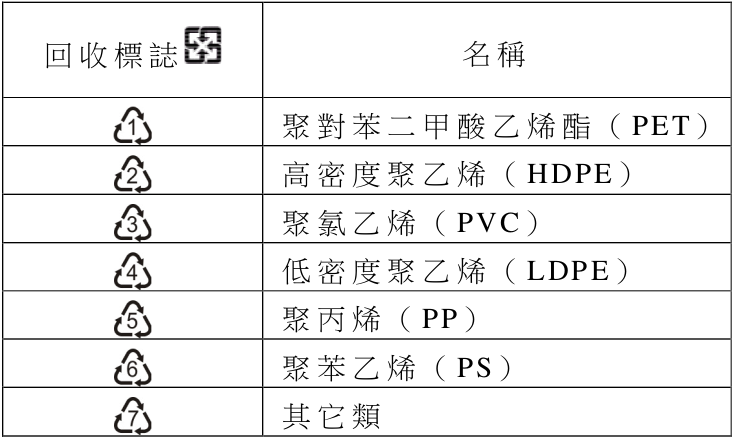 回收標誌 名稱
1 聚對苯二甲酸乙烯酯（PET）
2 高密度聚乙烯（HDPE）
3 聚氯乙烯（PVC）
4 低密度聚乙烯（LDPE）
5 聚丙烯（PP）
6 聚苯乙烯（PS）
7 其它類